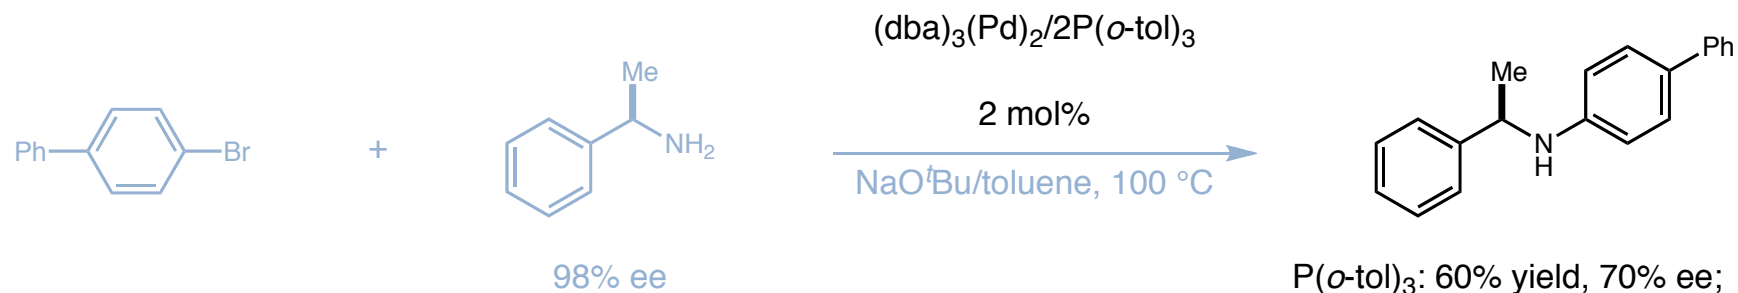 (dba)₃(Pd)₂/2P(o-tol)₃
2 mol%
NaOᵗBu/toluene, 100 °C
Ph
Br
+
Me
NH₂
98% ee
Me
N
H
Ph
P(o-tol)₃: 60% yield, 70% ee;